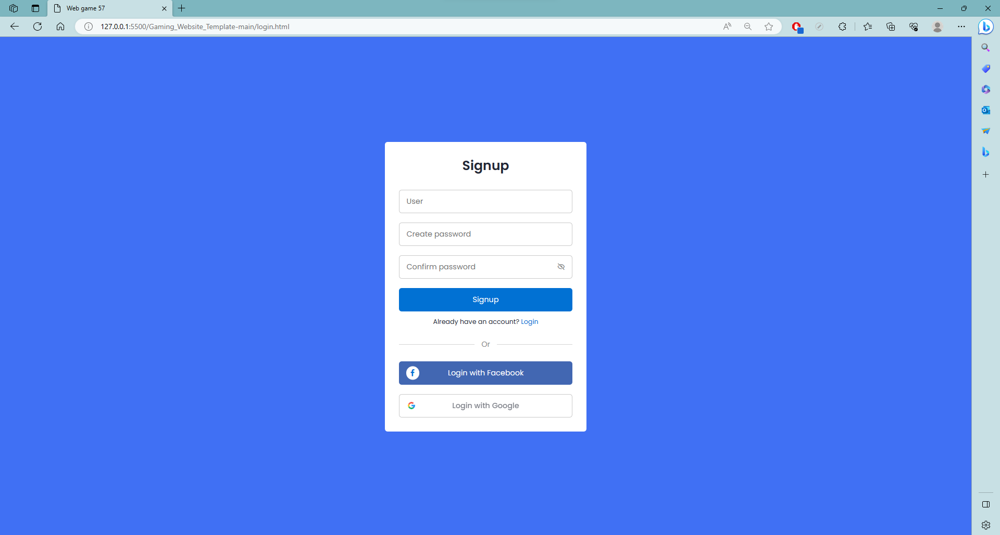 Web game 57
127.0.0.1:5500/Gaming_Website_Template-main/login.html
Signup
User
Create password
Confirm password
Signup
Already have an account? Login
Or
Login with Facebook
Login with Google